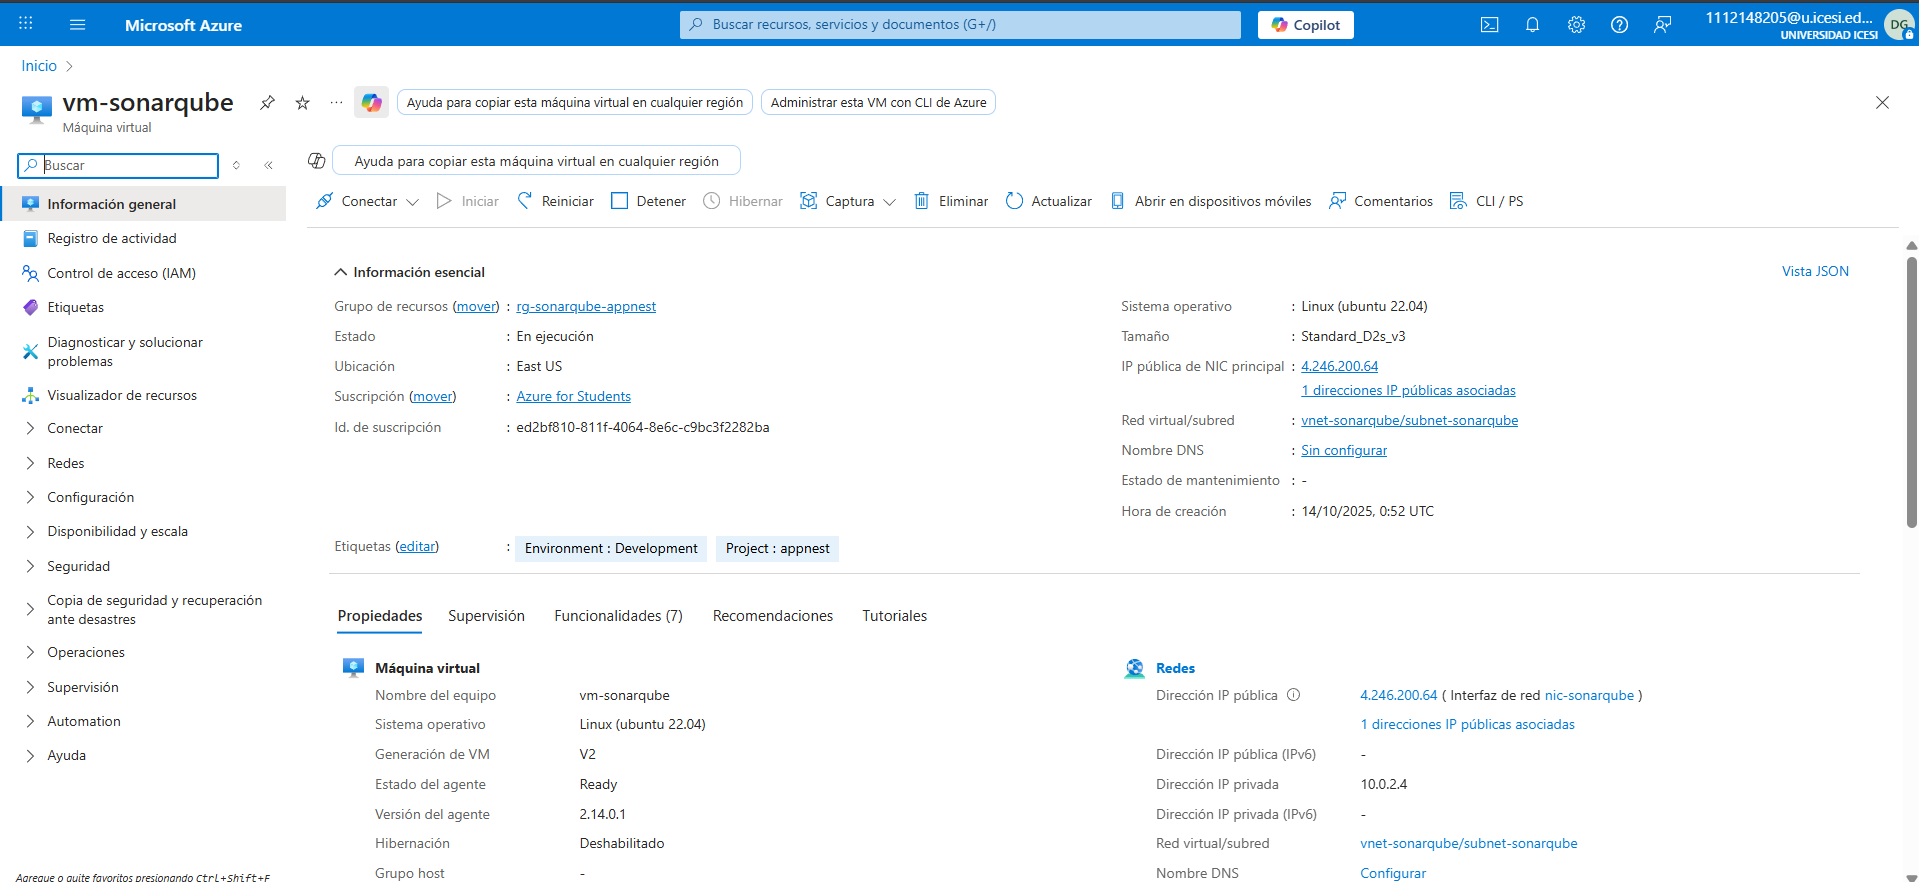 Microsoft Azure
Buscar recursos, servicios y documentos (G+/)
Copilot
1112148205@u.icesi.ed...
UNIVERSIDAD ICESI
DG
Inicio
vm-sonarqube
Máquina virtual
Ayuda para copiar esta máquina virtual en cualquier región
Administrar esta VM con CLI de Azure
Buscar
Información general
Registro de actividad
Control de acceso (IAM)
Etiquetas
Diagnosticar y solucionar
problemas
Visualizador de recursos
Conectar
Redes
Configuración
Disponibilidad y escala
Seguridad
Copia de seguridad y recuperación
ante desastres
Operaciones
Supervisión
Automation
Ayuda
Agregue o quite favoritos presionando Ctrl+Shift+F
Ayuda para copiar esta máquina virtual en cualquier región
Conectar Iniciar Reiniciar Detener Hibernar Captura Eliminar Actualizar Abrir en dispositivos móviles Comentarios CLI / PS
Información esencial
Vista JSON
Grupo de recursos (mover) : rg-sonarqube-appnest
Estado : En ejecución
Ubicación : East US
Suscripción (mover) : Azure for Students
Id. de suscripción : ed2bf810-811f-4064-8e6c-c9bc3f2282ba
Sistema operativo : Linux (ubuntu 22.04)
Tamaño : Standard_D2s_v3
IP pública de NIC principal : 4.246.200.64
1 direcciones IP públicas asociadas
Red virtual/subred : vnet-sonarqube/subnet-sonarqube
Nombre DNS : Sin configurar
Estado de mantenimiento : -
Hora de creación : 14/10/2025, 0:52 UTC
Etiquetas (editar) : Environment : Development Project : appnest
Propiedades Supervisión Funcionalidades (7) Recomendaciones Tutoriales
Máquina virtual
Nombre del equipo vm-sonarqube
Sistema operativo Linux (ubuntu 22.04)
Generación de VM V2
Estado del agente Ready
Versión del agente 2.14.0.1
Hibernación Deshabilitado
Grupo host -
Redes
Dirección IP pública 4.246.200.64 ( Interfaz de red nic-sonarqube )
1 direcciones IP públicas asociadas
Dirección IP pública (IPv6) -
Dirección IP privada 10.0.2.4
Dirección IP privada (IPv6) -
Red virtual/subred vnet-sonarqube/subnet-sonarqube
Nombre DNS Configurar